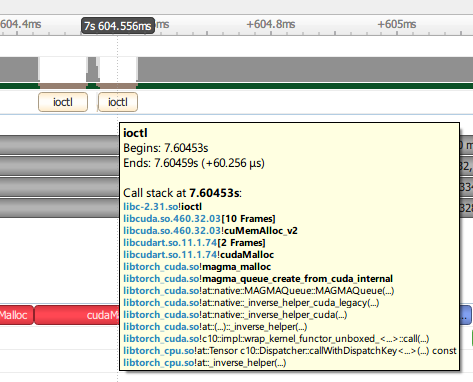 604.4ms
7s 604.556ms
ms
+604.8ms
+605ms
ioctl
ioctl
ioctl
Begins: 7.60453s
Ends: 7.60459s (+60.256 µs)
Call stack at 7.60453s:
libc-2.31.so!ioctl
libcuda.so.460.32.03[10 Frames]
libcuda.so.460.32.03!cuMemAlloc_v2
libcudart.so.11.1.74[2 Frames]
libcudart.so.11.1.74!cudaMalloc
libtorch_cuda.so!magma_malloc
libtorch_cuda.so!magma_queue_create_from_cuda_internal
libtorch_cuda.so!at::native::MAGMAQueue::MAGMAQueue(...)
libtorch_cuda.so!at::native::_inverse_helper_cuda_legacy(...)
libtorch_cuda.so!at::native::_inverse_helper_cuda(...)
libtorch_cuda.so!at::(...)::_inverse_helper(...)
libtorch_cuda.so!c10::impl::wrap_kernel_functor_unboxed_<...>::call(...)
libtorch_cpu.so!at::Tensor c10::Dispatcher::callWithDispatchKey<...>(...) const
libtorch_cpu.so!at::_inverse_helper(...)
Malloc
cudaM